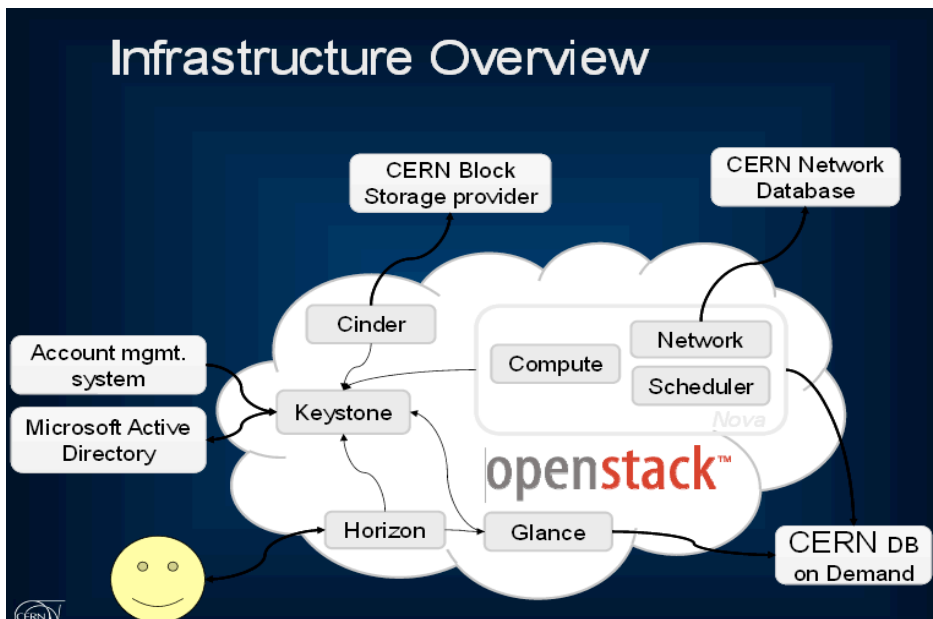 Infrastructure Overview
CERN Block
Storage provider
CERN Network
Database
Cinder
Network
Compute
Scheduler
Nova
Account mgmt.
system
Keystone
Microsoft Active
Directory
openstack™
Horizon
Glance
CERN DB
on Demand
CERN